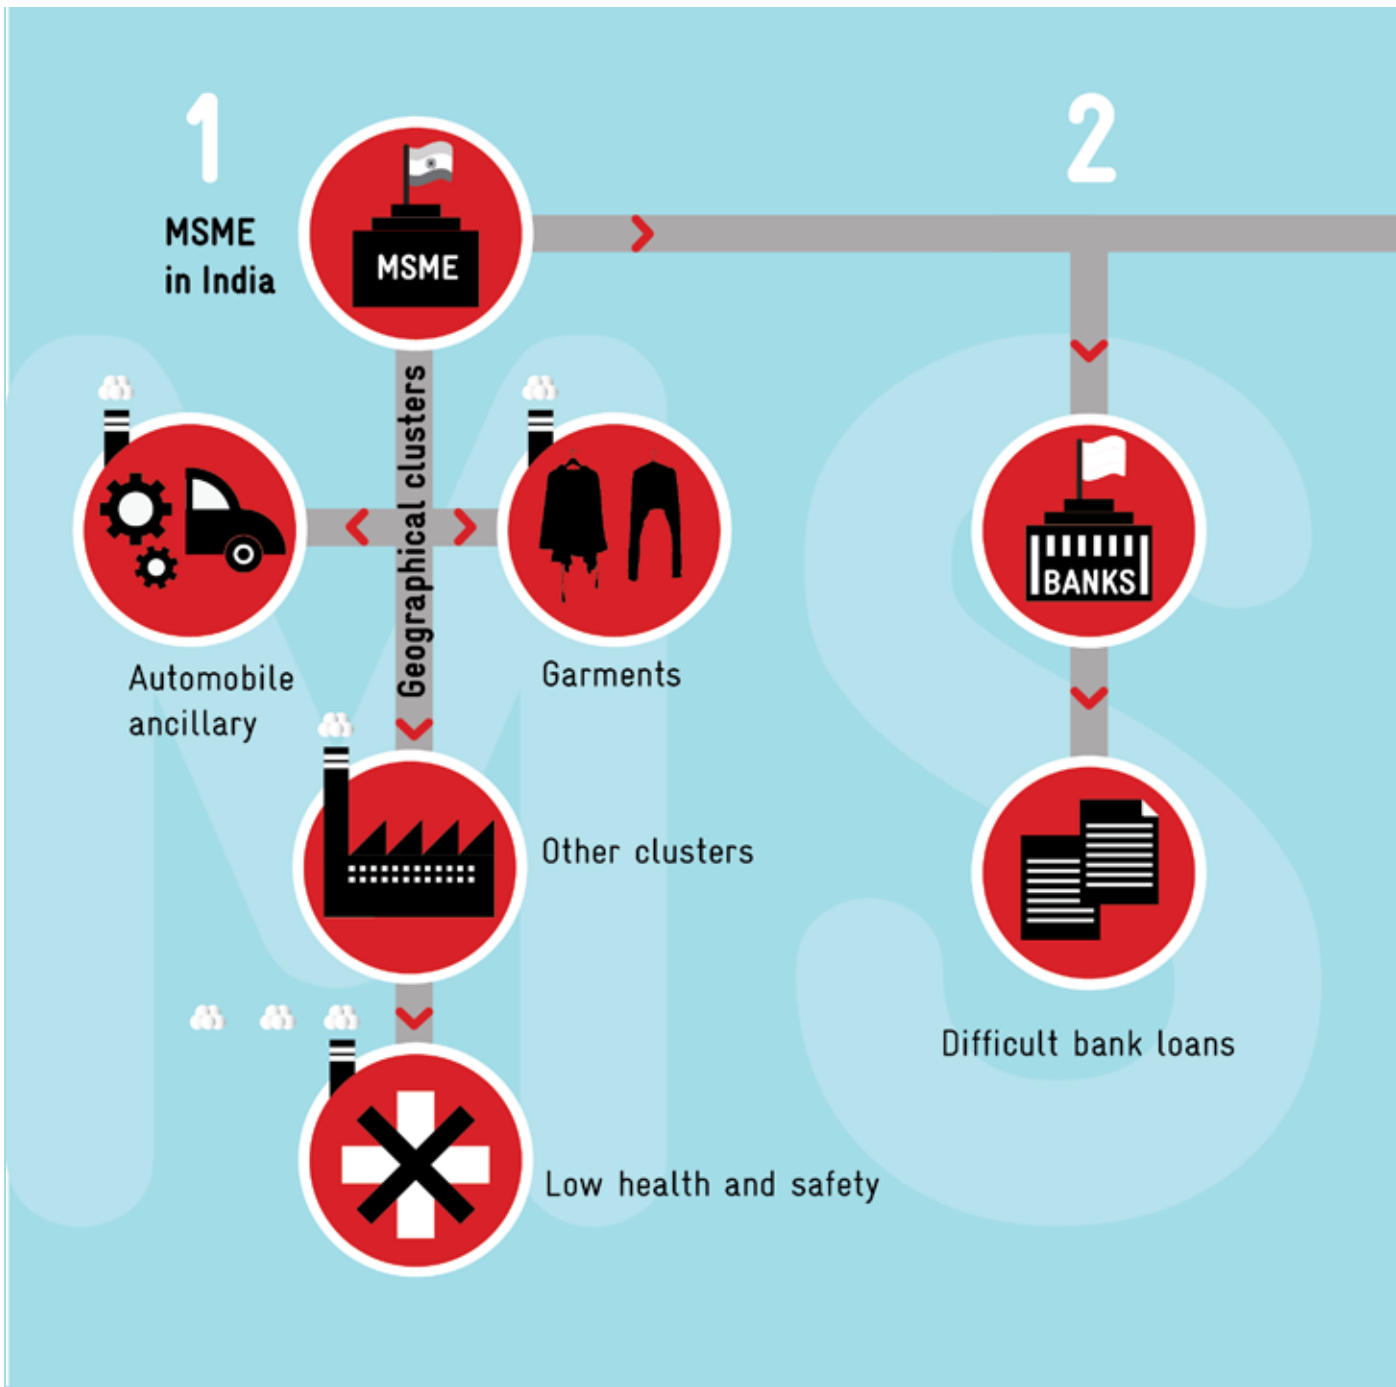 1
2
MSME
in India
MSME
Geographical clusters
BANKS
Automobile
ancillary
Garments
Other clusters
Difficult bank loans
Low health and safety
MS